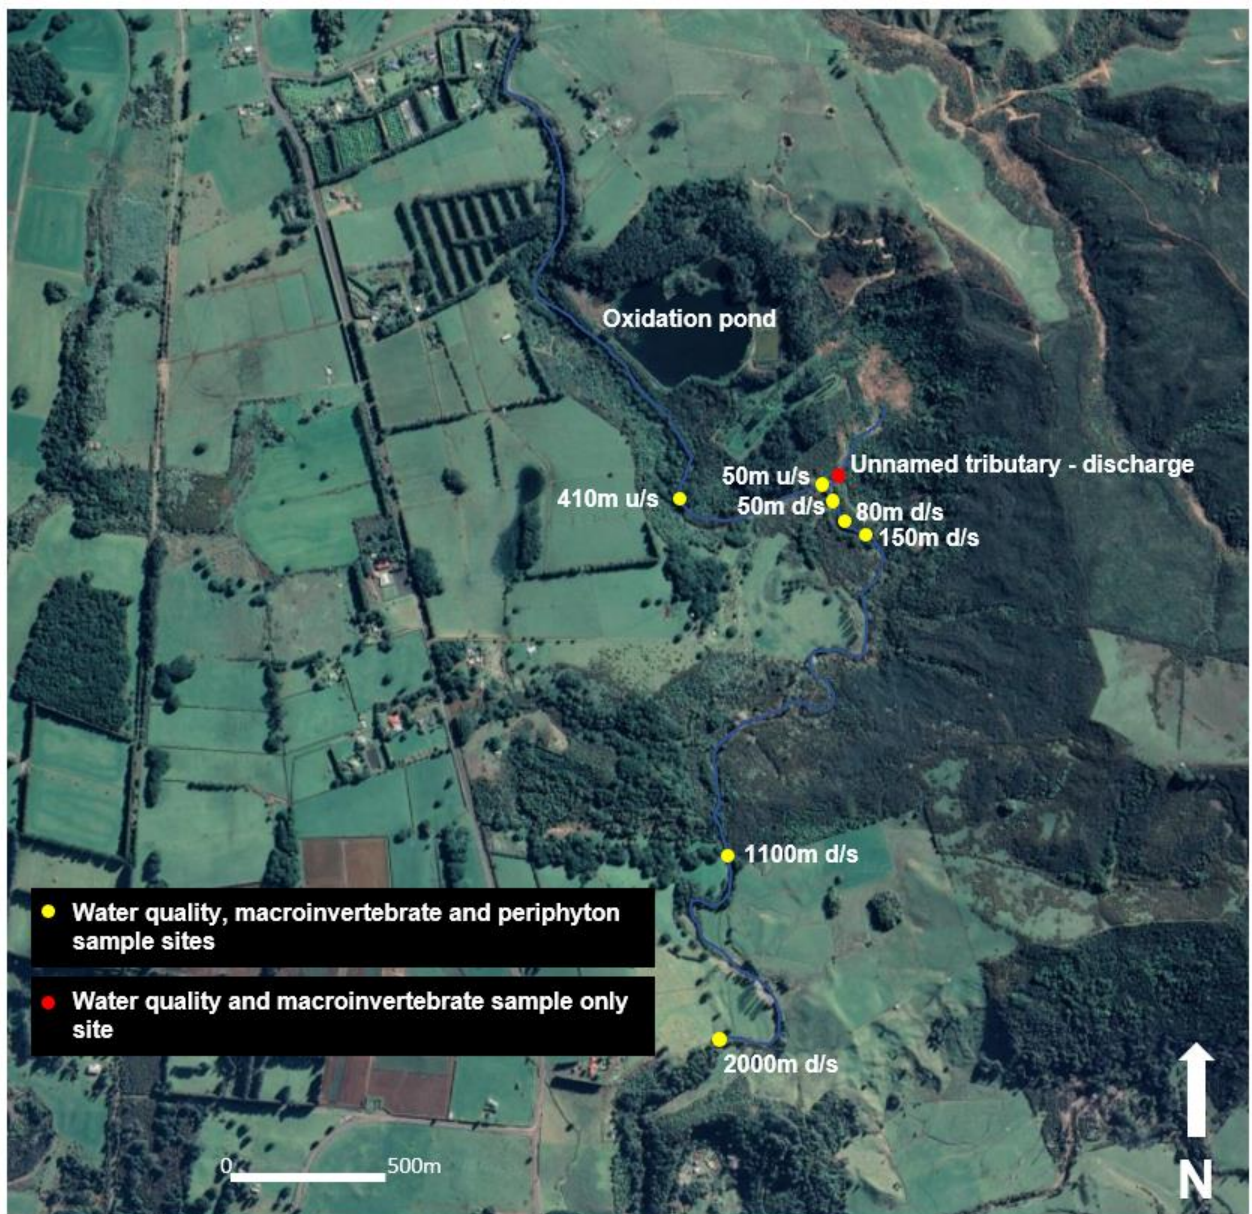 Oxidation pond
Unnamed tributary - discharge
50m u/s
410m u/s
50m d/s
80m d/s
150m d/s
1100m d/s
Water quality, macroinvertebrate and periphyton
sample sites
Water quality and macroinvertebrate sample only
site
2000m d/s
0
500m
N